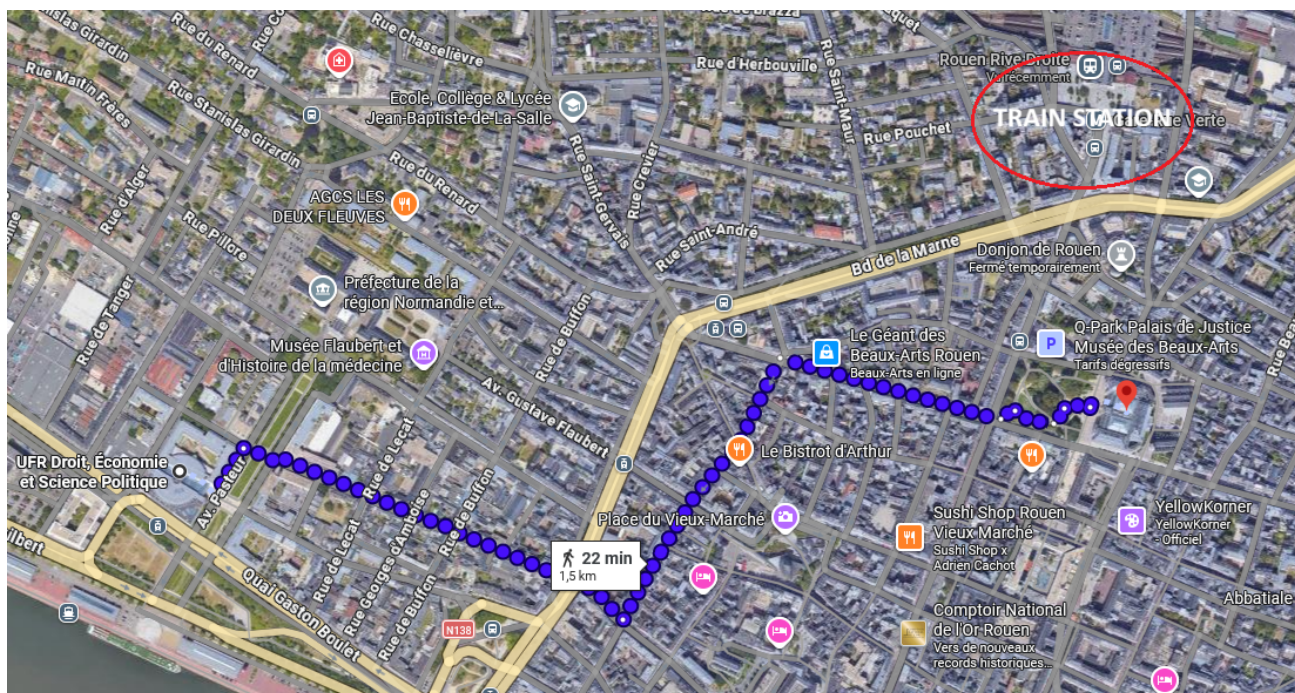 Stanislas Girardin
Rue du Renard
Rue Chasselièvre
Rue d'Herbouville
Rue Saint-Maur
Rouen Rive Droite
TRAIN STATION
Verte
Rue Pouchet
Rue Martin Frères
Rue Stanislas Girardin
Ecole, Collège & Lycée
Jean-Baptiste-de-La-Salle
Rue du Renard
Rue Saint-Gervais
Rue Crevier
Rue d'Alger
AGCS LES
DEUX FLEUVES
Rue Pillore
Rue Saint-André
Bd de la Marne
Donjon de Rouen
Fermé temporairement
Préfecture de la
région Normandie et...
Rue de Tanger
Rue de Buffon
Musée Flaubert et
d'Histoire de la médecine
Le Géant des
Beaux-Arts Rouen
Beaux-Arts en ligne
P
Q-Park Palais de Justice
Musée des Beaux-Arts
Tarifs dégressifs
Av. Gustave Flaubert
Rue de Lecat
Le Bistrot d'Arthur
UFR Droit, Économie
et Science Politique
Av. Pasteur
Rue de Lecat
Rue Georges d'Amboise
Rue de Buffon
Place du Vieux-Marché
Sushi Shop Rouen
Vieux Marché
Sushi Shop x
Adrien Cachot
YellowKorner
YellowKorner
- Officiel
22 min
1,5 km
Quai Gaston Boulet
Rue de Buffon
N138
Abbatiale
Comptoir National
de l'Or Rouen
Vers de nouveaux
records historiques...